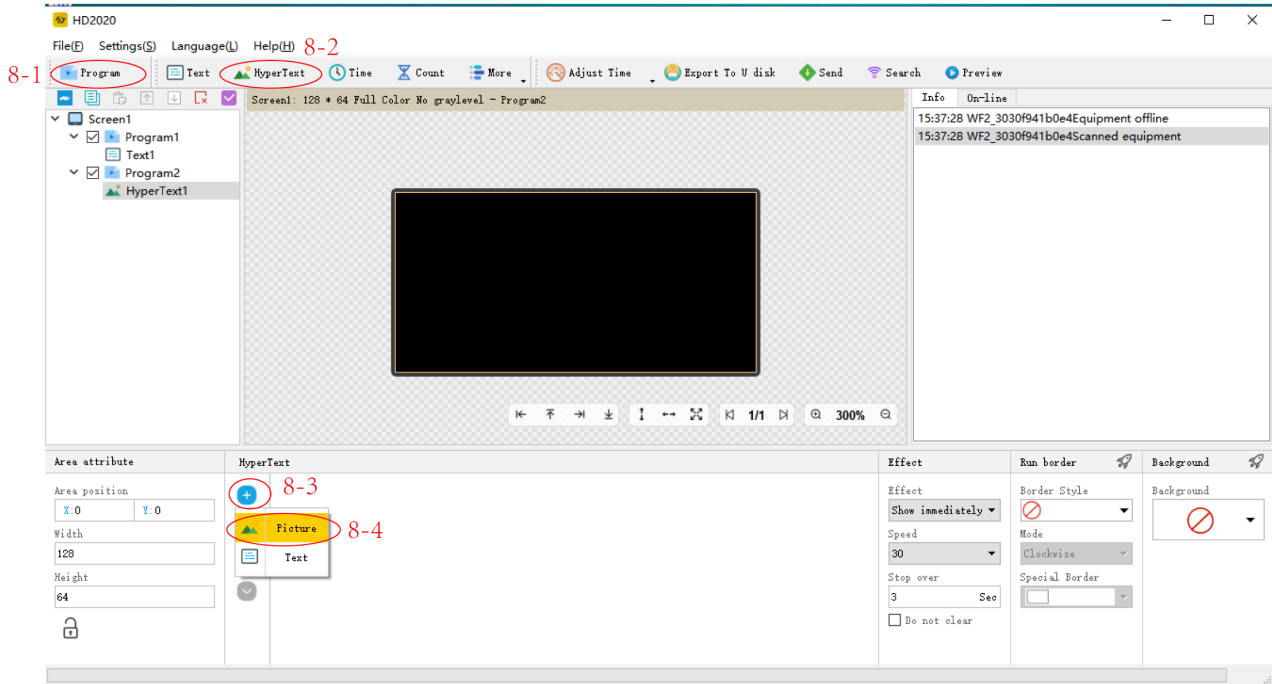 HD2020
File(F) Settings(S) Language(L) Help(H) 8-2
8-1 Program Text HyperText Time Count More Adjust Time Export To U disk Send Search Preview
Screen1: 128 * 64 Full Color No graylevel - Program2
Info On-line
Screen1
Program1
Text1
Program2
HyperText1
15:37:28 WF2_3030f941b0e4Equipment offline
15:37:28 WF2_3030f941b0e4Scanned equipment
1/1 300%
Area attribute
Area position
X:0 Y:0
Width
128
Height
64
HyperText
8-3
Picture 8-4
Text
Effect
Effect
Show immediately
Speed
30
Stop over
3 Sec
Do not clear
Run border
Border Style
Mode
Clockwise
Special Border
Background
Background